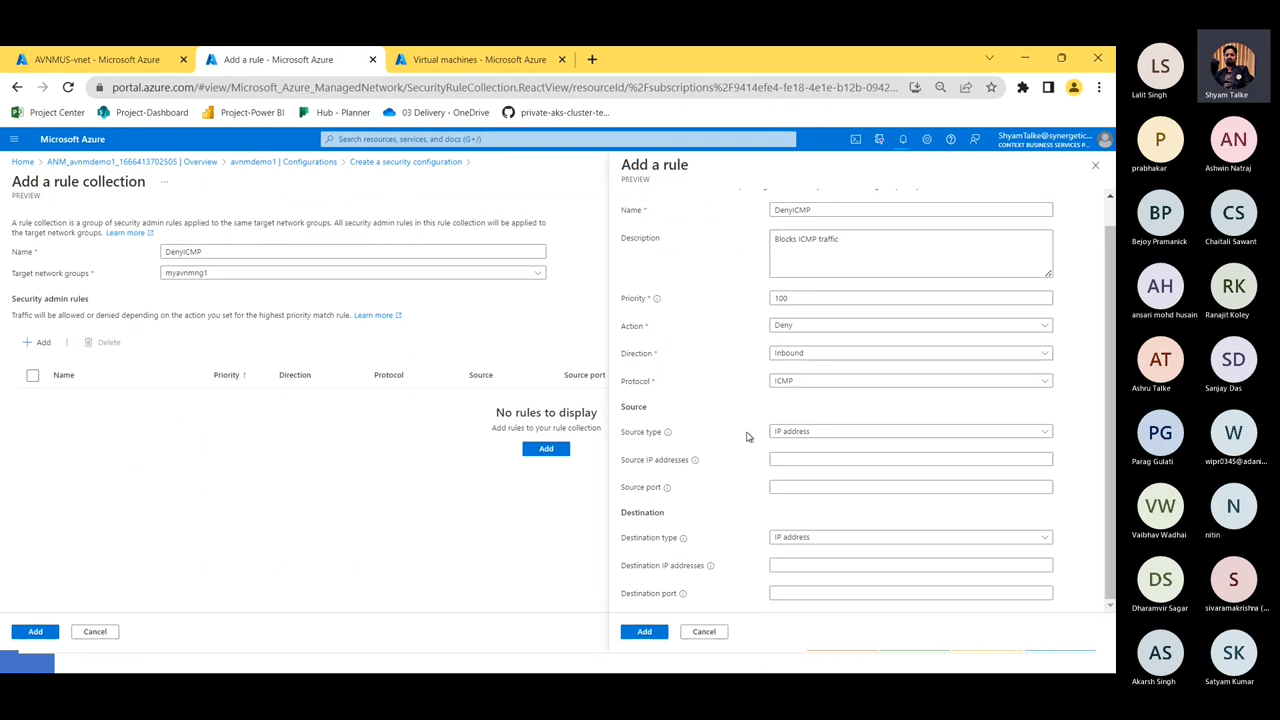 AVNMUS-vnet - Microsoft Azure
Add a rule - Microsoft Azure
Virtual machines - Microsoft Azure
portal.azure.com/#view/Microsoft_Azure_ManagedNetwork/SecurityRuleCollection.ReactView/resourceId/%2Fsubscriptions%2F9414efe4-fe18-4e1e-b12b-0942...
Project Center
Project-Dashboard
Project-Power BI
Hub - Planner
03 Delivery - OneDrive
private-aks-cluster-te...
Microsoft Azure
Search resources, services, and docs (G+/)
ShyamTalke@synergetic...
CONTEXT BUSINESS SERVICES P...
Home > ANM_avnmdemo1_1666413702505 | Overview > avnmdemo1 | Configurations > Create a security configuration >
Add a rule collection ...
PREVIEW
A rule collection is a group of security admin rules applied to the same target network groups. All security admin rules in this rule collection will be applied to
the target network groups. Learn more
Name *
DenyICMP
Target network groups *
myavnmng1
Security admin rules
Traffic will be allowed or denied depending on the action you set for the highest priority match rule. Learn more
Add | Delete
Name Priority ↑ Direction Protocol Source Source port
No rules to display
Add rules to your rule collection
Add
Add
Cancel
Add a rule
PREVIEW
Name *
DenyICMP
Description
Blocks ICMP traffic
Priority *
100
Action *
Deny
Direction *
Inbound
Protocol *
ICMP
Source
Source type
IP address
Source IP addresses
Source port
Destination
Destination type
IP address
Destination IP addresses
Destination port
Add
Cancel
LS
Lalit Singh
Shyam Talke
P
prabhakar
AN
Ashwin Natraj
BP
Bejoy Pramanick
CS
Chaitali Sawant
AH
ansari mohd husain
RK
Ranajit Koley
AT
Ashru Talke
SD
Sanjay Das
PG
Parag Gulati
W
wipr0345@adani...
VW
Vaibhav Wadhai
N
nitin
DS
Dharamvir Sagar
S
sivaramakrishna (...
AS
Akarsh Singh
SK
Satyam Kumar